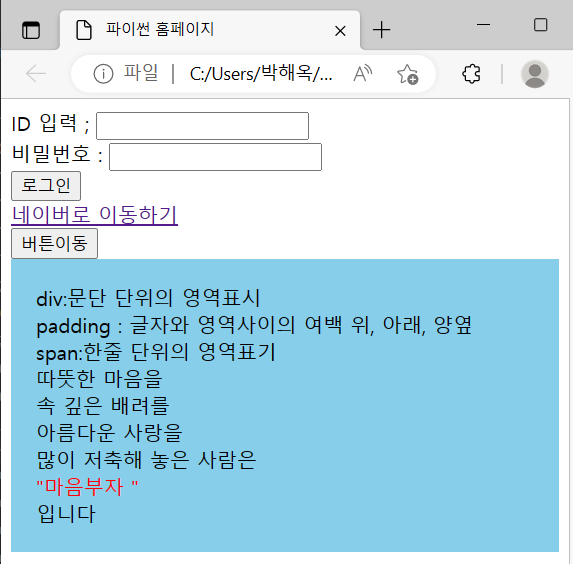 파이썬 홈페이지
파일 | C:/Users/박해옥/...
ID 입력 ;
비밀번호 :
로그인
네이버로 이동하기
버튼이동
div:문단 단위의 영역표시
padding : 글자와 영역사이의 여백 위, 아래, 양옆
span:한줄 단위의 영역표기
따뜻한 마음을
속 깊은 배려를
아름다운 사랑을
많이 저축해 놓은 사람은
"마음부자 "
입니다